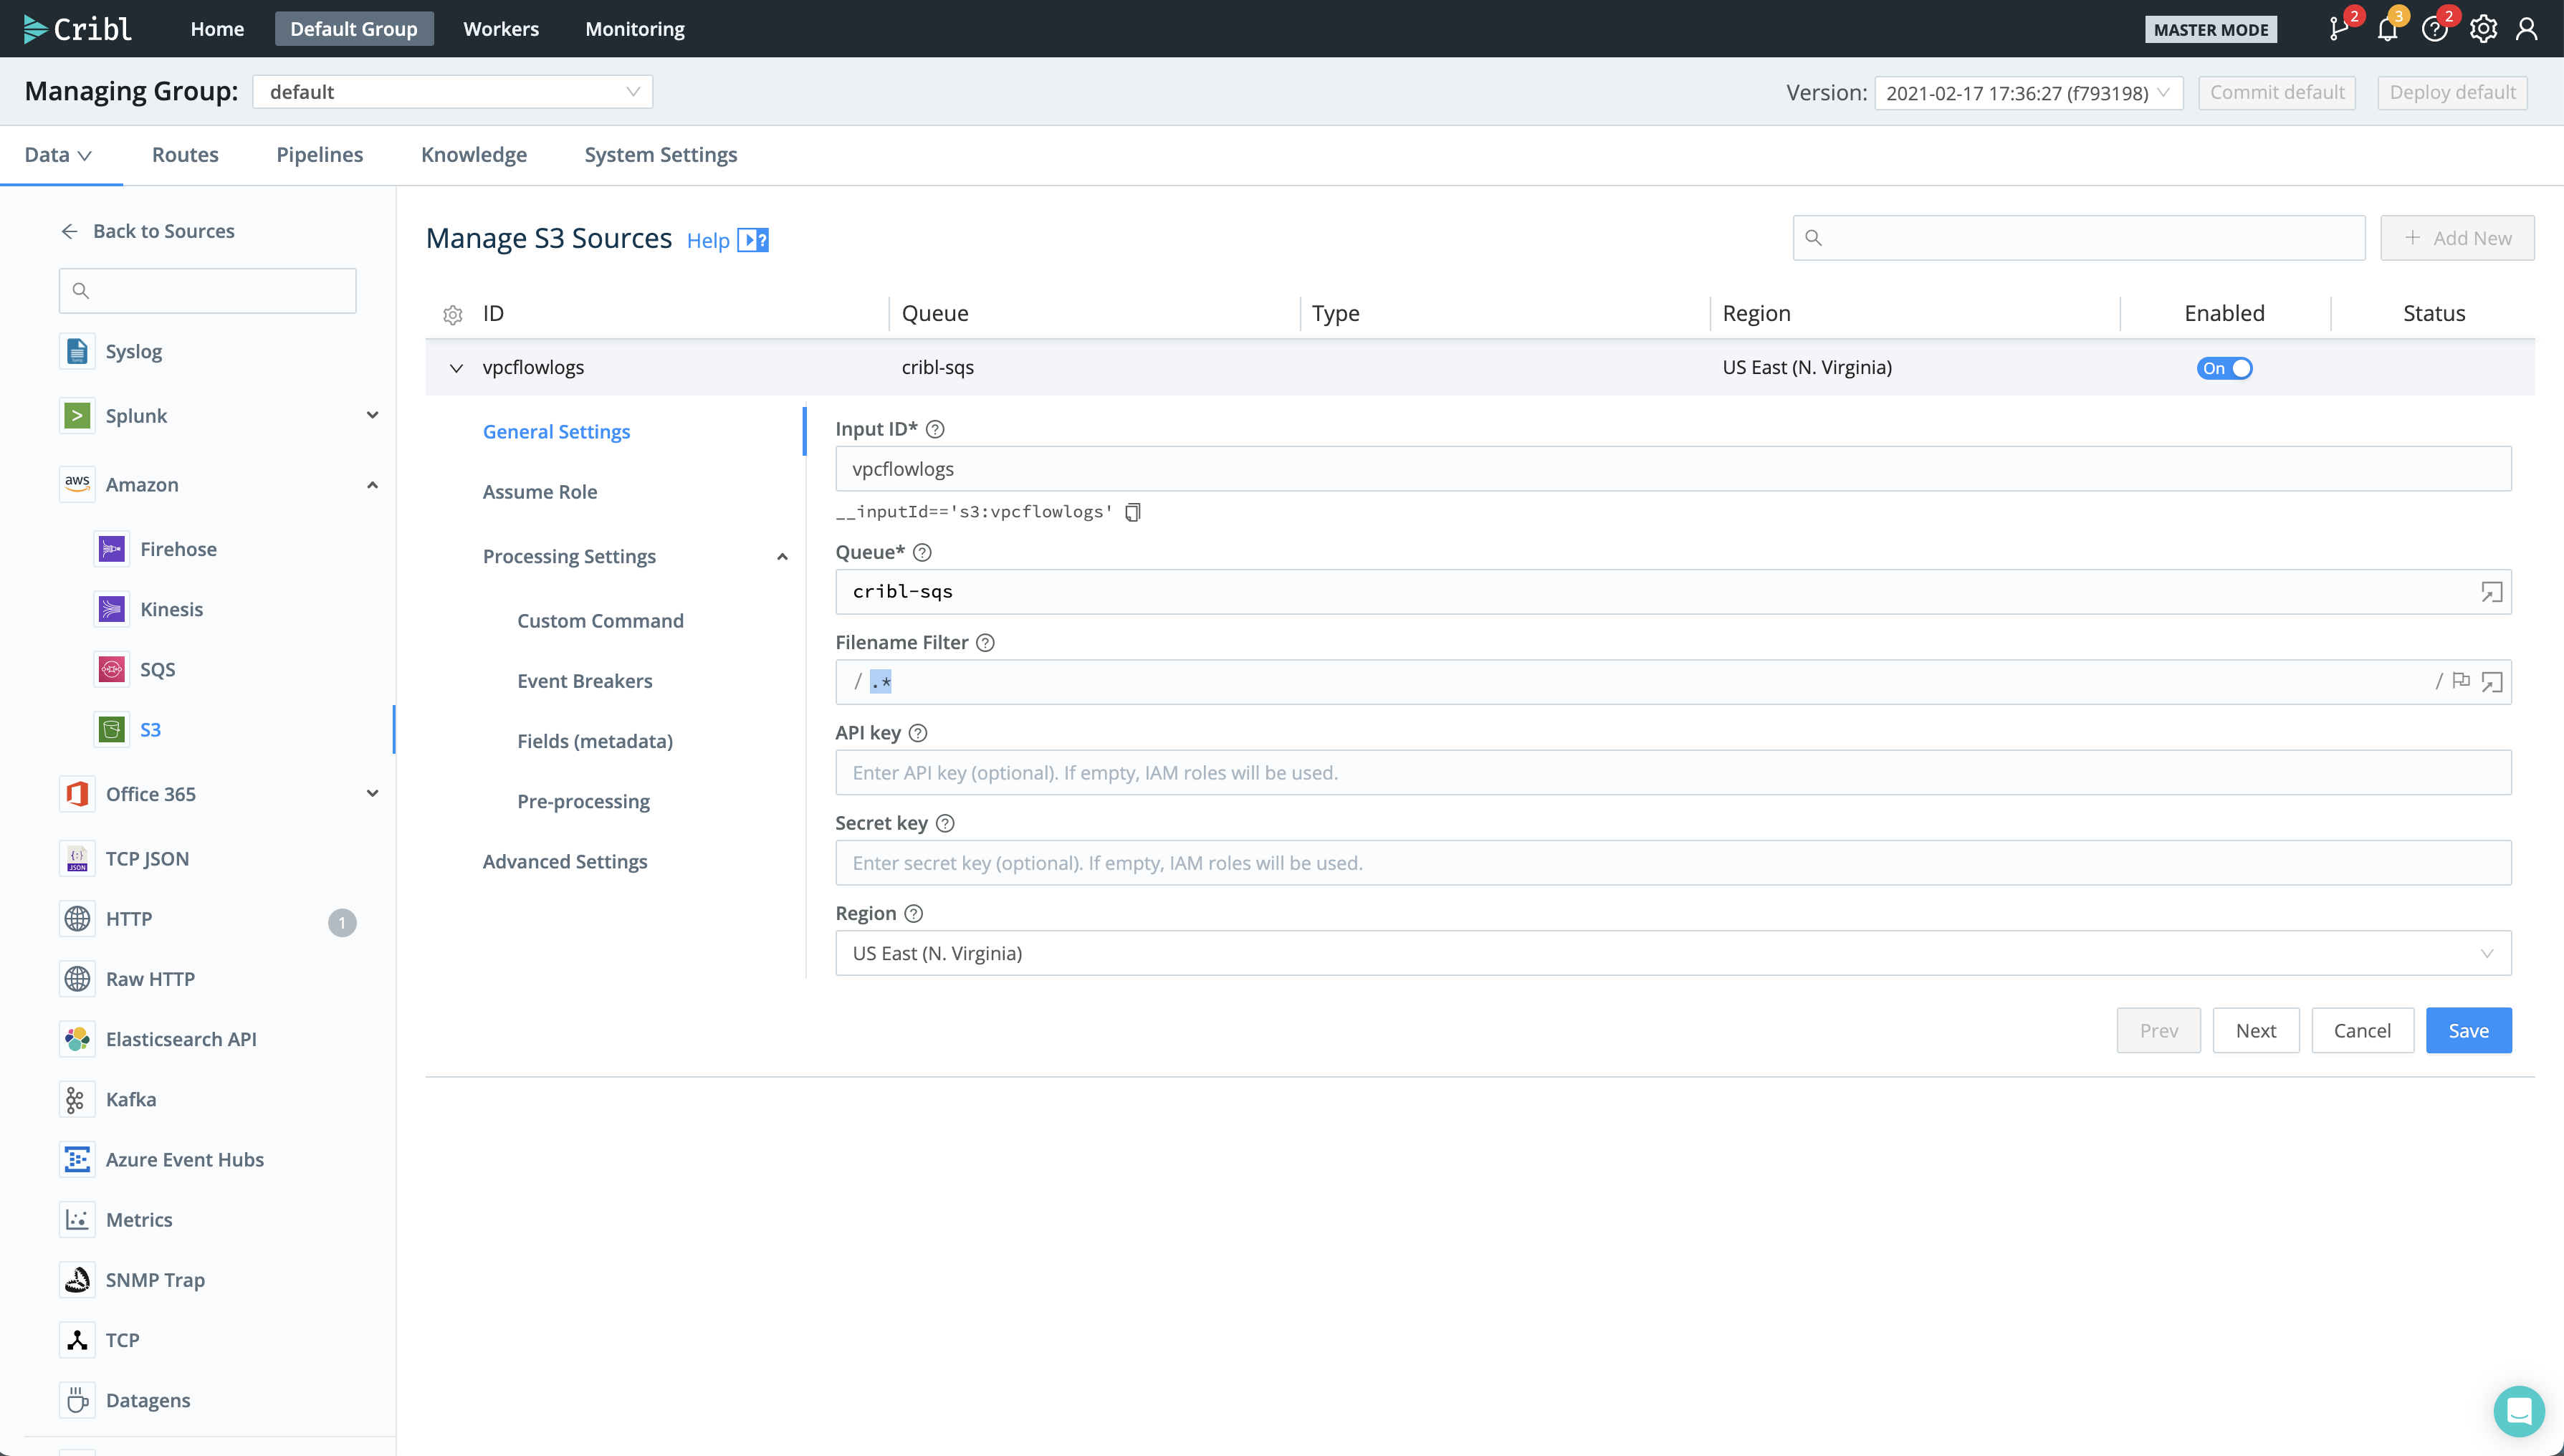 Cribl Home Default Group Workers Monitoring MASTER MODE 2 3 2
Managing Group: default Version: 2021-02-17 17:36:27 (f793198) Commit default Deploy default
Data Routes Pipelines Knowledge System Settings
Back to Sources
Syslog
Splunk
aws Amazon
Firehose
Kinesis
SQS
S3
Office 365
{:} JSON TCP JSON
HTTP 1
Raw HTTP
Elasticsearch API
Kafka
Azure Event Hubs
Metrics
SNMP Trap
TCP
Datagens
Manage S3 Sources Help ? + Add New
ID Queue Type Region Enabled Status
vpcflowlogs cribl-sqs US East (N. Virginia) On
General Settings
Assume Role
Processing Settings
Custom Command
Event Breakers
Fields (metadata)
Pre-processing
Advanced Settings
Input ID* ?
vpcflowlogs
__inputId=='s3:vpcflowlogs'
Queue* ?
cribl-sqs
Filename Filter ?
/ .* /
API key ?
Enter API key (optional). If empty, IAM roles will be used.
Secret key ?
Enter secret key (optional). If empty, IAM roles will be used.
Region ?
US East (N. Virginia)
Prev Next Cancel Save